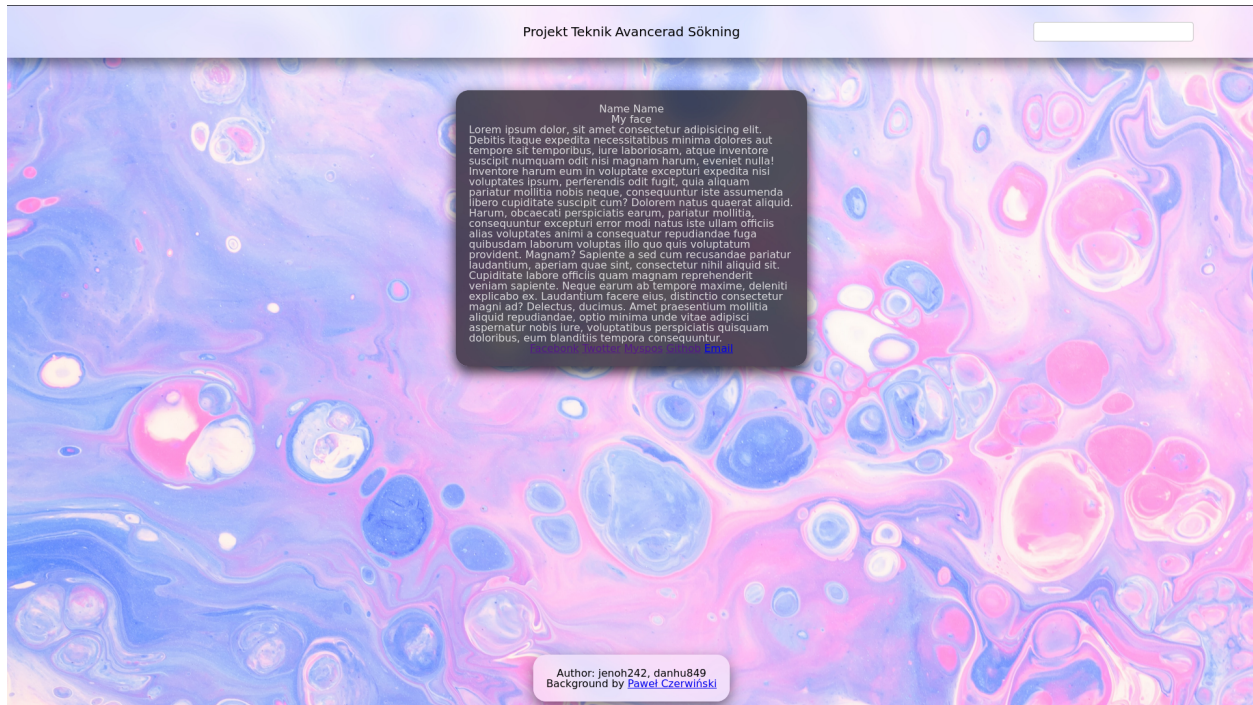 Projekt Teknik Avancerad Sökning
Name Name
My face
Lorem ipsum dolor, sit amet consectetur adipisicing elit.
Debitis itaque expedita necessitatibus minima dolores aut
tempore sit temporibus, iure laboriosam, atque inventore
suscipit numquam odit nisi magnam harum, eveniet nulla!
Inventore harum eum in voluptate excepturi expedita nisi
voluptates ipsum, perferendis odit fugit, quia aliquam
pariatur mollitia nobis neque, consequuntur iste assumenda
libero cupiditate suscipit cum? Dolorem natus quaerat aliquid.
Harum, obcaecati perspiciatis earum, pariatur mollitia,
consequuntur excepturi error modi natus iste ullam officiis
alias voluptates animi a consequatur repudiandae fuga
quibusdam laborum voluptas illo quo quis voluptatum
provident. Magnam? Sapiente a sed cum recusandae pariatur
laudantium, aperiam quae sint, consectetur nihil aliquid sit.
Cupiditate labore officiis quam magnam reprehenderit
veniam sapiente. Neque earum ab tempore maxime, deleniti
explicabo ex. Laudantium facere eius, distinctio consectetur
magni ad? Delectus, ducimus. Amet praesentium mollitia
aliquid repudiandae, optio minima unde vitae adipisci
aspernatur nobis iure, voluptatibus perspiciatis quisquam
doloribus, eum blanditiis tempora consequuntur.
Github Email
Author: jenoh242, danhu849
Background by Paweł Czerwiński